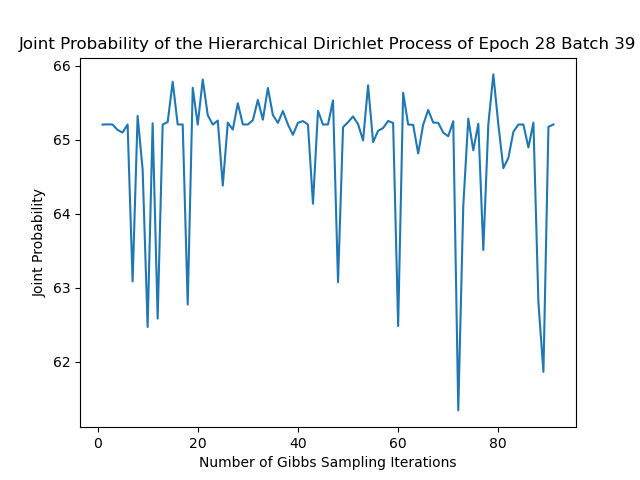 Joint Probability of the Hierarchical Dirichlet Process of Epoch 28 Batch 39
66
65
64
63
62
Joint Probability
0 20 40 60 80
Number of Gibbs Sampling Iterations